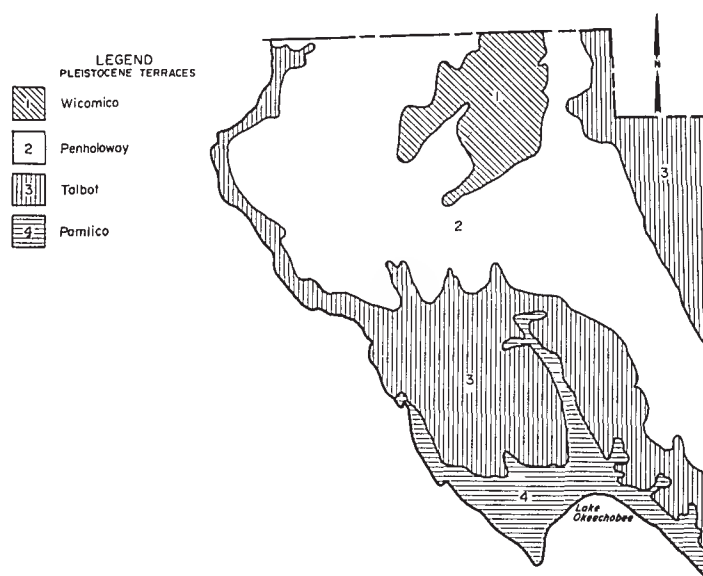 LEGEND
PLEISTOCENE TERRACES
1 Wicomico
2 Penholoway
3 Talbot
4 Pamlico
N
1
3
2
3
4
Lake
Okeechobee